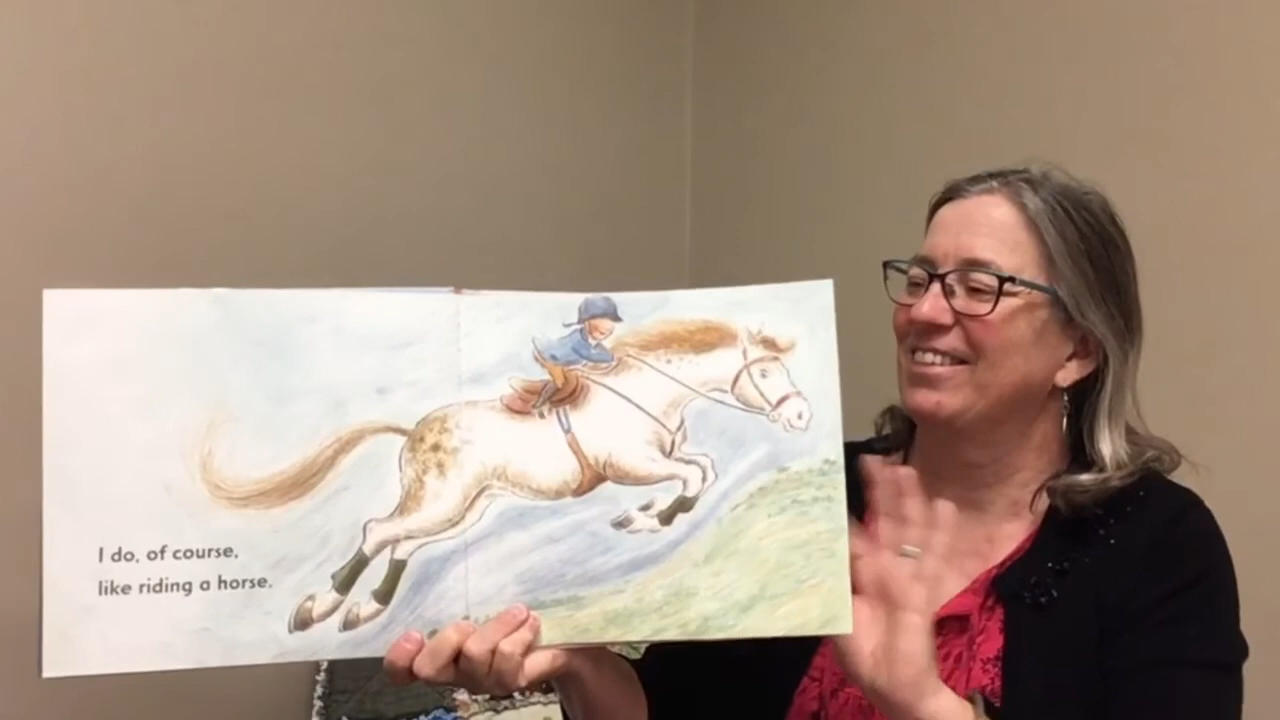 I do, of course,
like riding a horse.